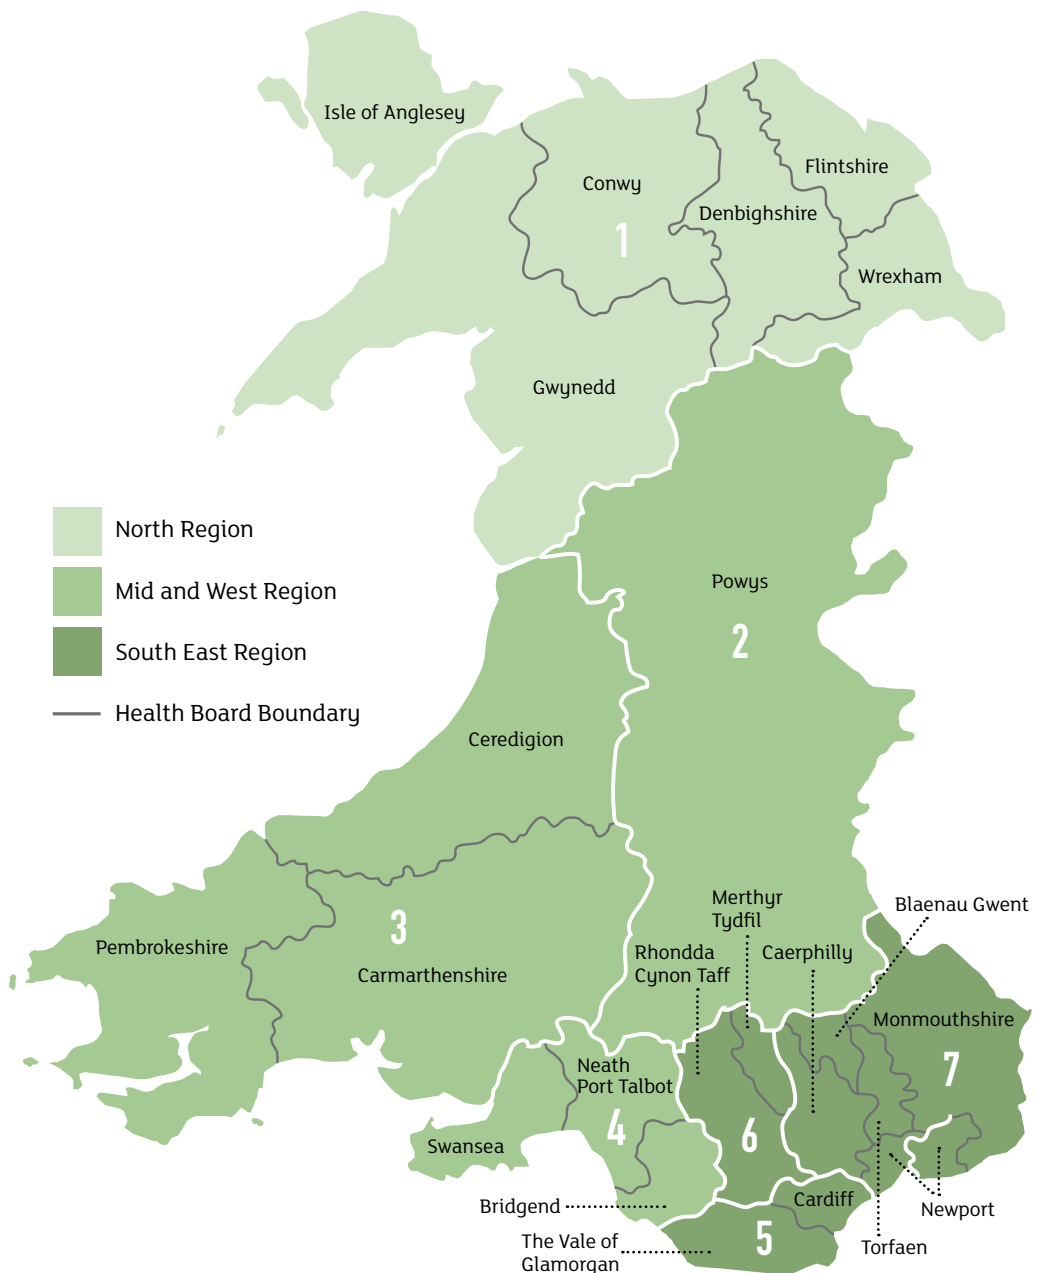 Isle of Anglesey
Flintshire
Conwy
Denbighshire
1
Wrexham
Gwynedd
North Region
Mid and West Region
South East Region
Health Board Boundary
Powys
2
Ceredigion
Merthyr
Tydfil
Blaenau Gwent
3
Pembrokeshire
Carmarthenshire
Rhondda
Cynon Taff
Caerphilly
Monmouthshire
7
Neath
Port Talbot
4
6
Swansea
Bridgend
Cardiff
Newport
The Vale of
Glamorgan
5
Torfaen